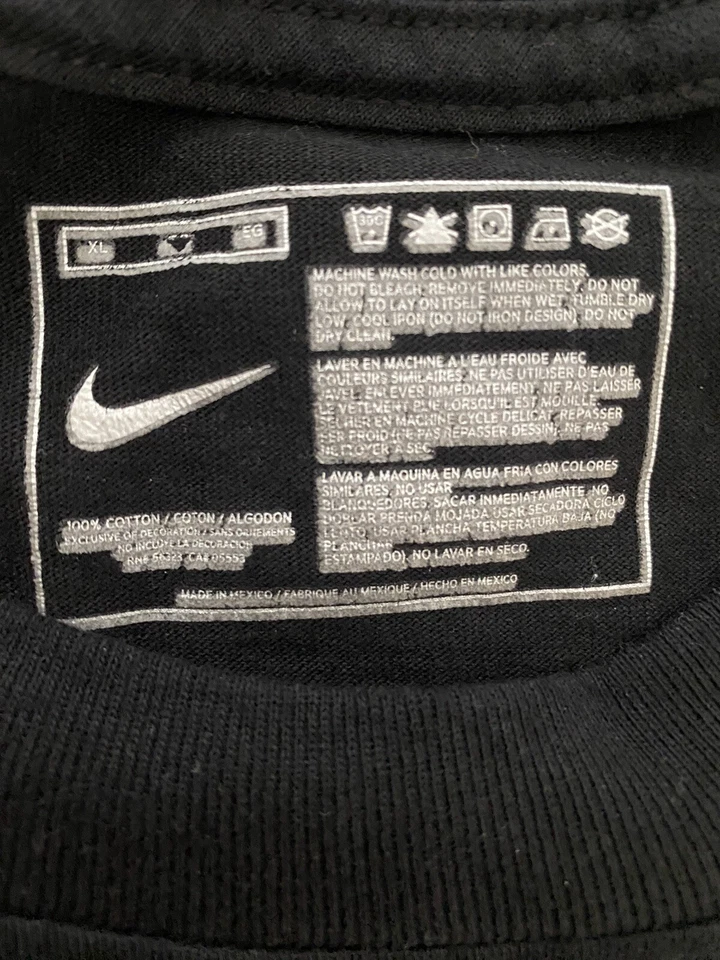 XL EG
30C
MACHINE WASH COLD WITH LIKE COLORS.
DO NOT BLEACH; REMOVE IMMEDIATELY, DO NOT
ALLOW TO LAY ON ITSELF WHEN WET, TUMBLE DRY
LOW, COOL IRON (DO NOT IRON DESIGN), DO NOT
DRY CLEAN.
LAVER EN MACHINE A L'EAU FROIDE AVEC
COULEURS SIMILAIRES, NE PAS UTILISER D'EAU DE
JAVEL, ENLEVER IMMEDIATEMENT, NE PAS LAISSER
LE VETEMENT PLIE LORSQU'IL EST MOUILLE,
SECHER EN MACHINE CYCLE DELICAT, REPASSER
FER FROID (NE PAS REPASSER DESSIN), NE PAS
NETTOYER A SEC.
LAVAR A MAQUINA EN AGUA FRIA CON COLORES
SIMILARES, NO USAR
BLANQUEDORES, SACAR INMEDIATAMENTE, NO
DOBLAR PRENDA MOJADA USAR SECADORA CICLO
USAR PLANCHA TEMPERATURA BAJA (NO
PLANCHAR
ESTAMPADO), NO LAVAR EN SECO.
100% COTTON / COTON / ALGODON
EXCLUSIVE OF DECORATION / SANS ORNEMENTS
NO INCLUYE LA DECORACION
RN# 56323 CA# 05553
MADE IN MEXICO / FABRIQUE AU MEXIQUE / HECHO EN MEXICO